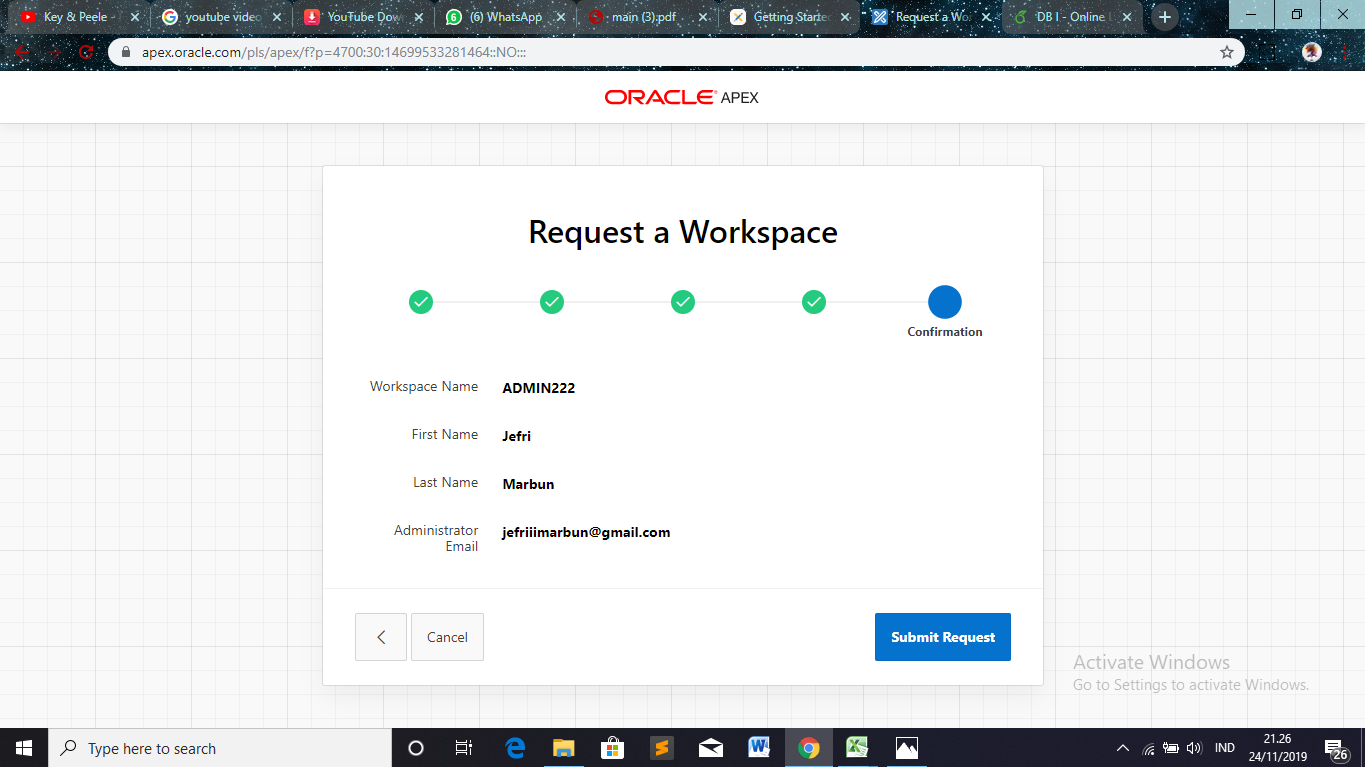 Key & Peele -
youtube video
YouTube Dow
(6) WhatsApp
main (3).pdf
Getting Starte
Request a Wo
DB I - Online
apex.oracle.com/pls/apex/f?p=4700:30:14699533281464::NO:::
ORACLE APEX
Request a Workspace
Confirmation
Workspace Name ADMIN222
First Name Jefri
Last Name Marbun
Administrator Email jefriiimarbun@gmail.com
Cancel
Submit Request
Activate Windows
Go to Settings to activate Windows.
Type here to search
IND
21.26
24/11/2019
26